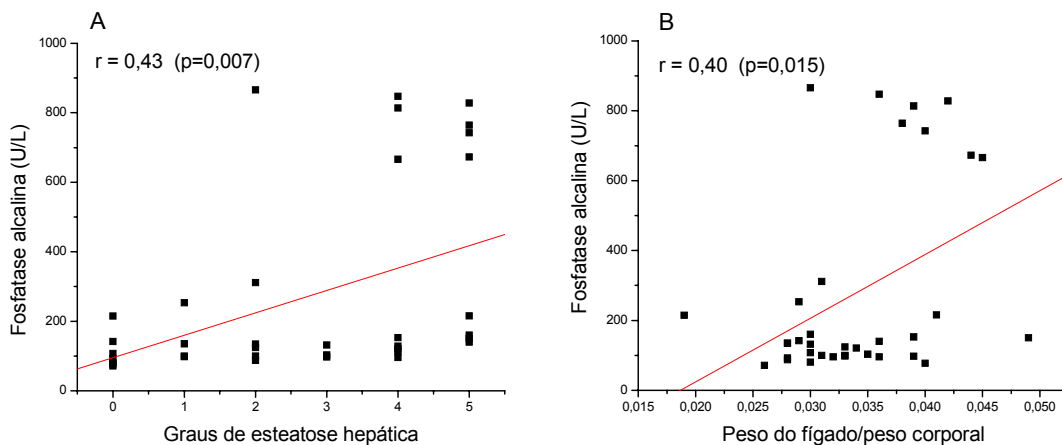 A
r = 0,43 (p=0,007)
1000
800
600
400
200
0
0 1 2 3 4 5
Fosfatase alcalina (U/L)
Graus de esteatose hepática
B
r = 0,40 (p=0,015)
1000
800
600
400
200
0
0,015 0,020 0,025 0,030 0,035 0,040 0,045 0,050
Fosfatase alcalina (U/L)
Peso do fígado/peso corporal